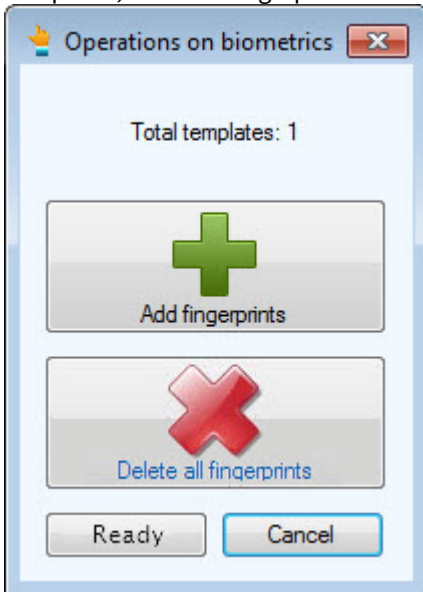 Operations on biometrics
Total templates: 1
Add fingerprints
Delete all fingerprints
Ready
Cancel